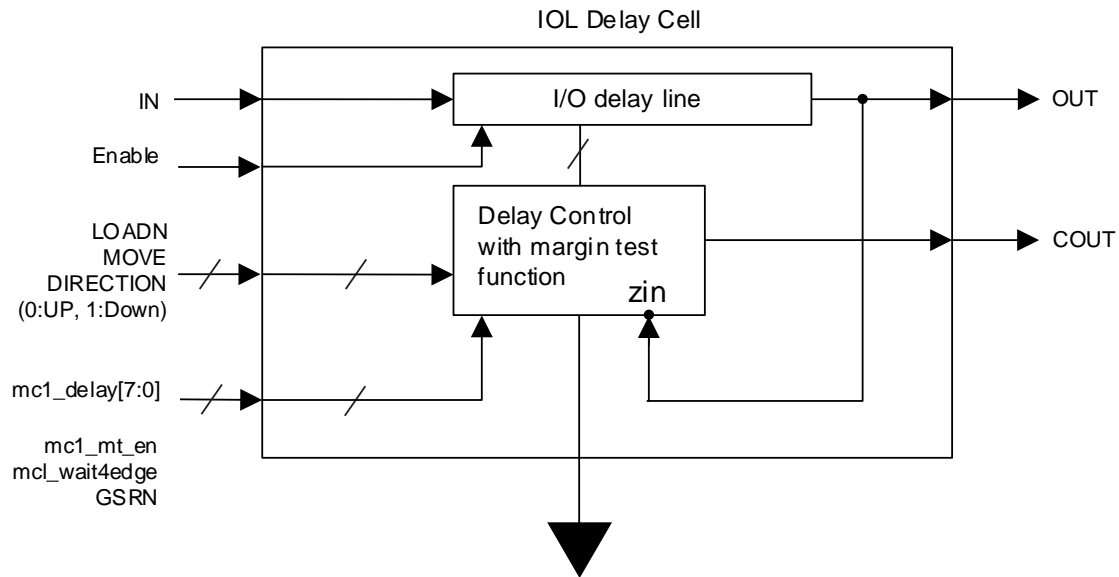 IOL Delay Cell
IN
I/O delay line
OUT
Enable
Delay Control
with margin test
function
zin
COUT
LOADN
MOVE
DIRECTION
(0:UP, 1:Down)
mc1_delay[7:0]
mc1_mt_en
mcl_wait4edge
GSRN